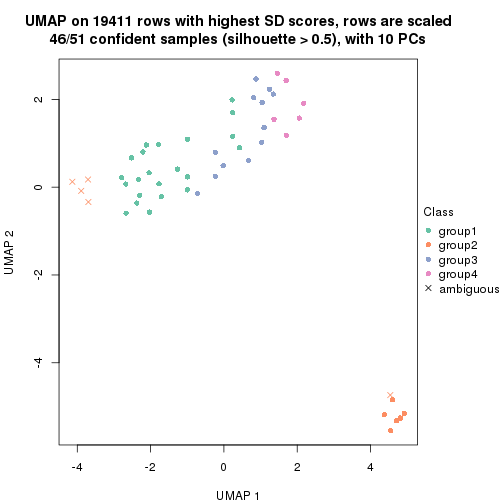 UMAP on 19411 rows with highest SD scores, rows are scaled
46/51 confident samples (silhouette > 0.5), with 10 PCs
2
0
-2
-4
UMAP 2
-4
-2
0
2
4
UMAP 1
Class
group1
group2
group3
group4
ambiguous